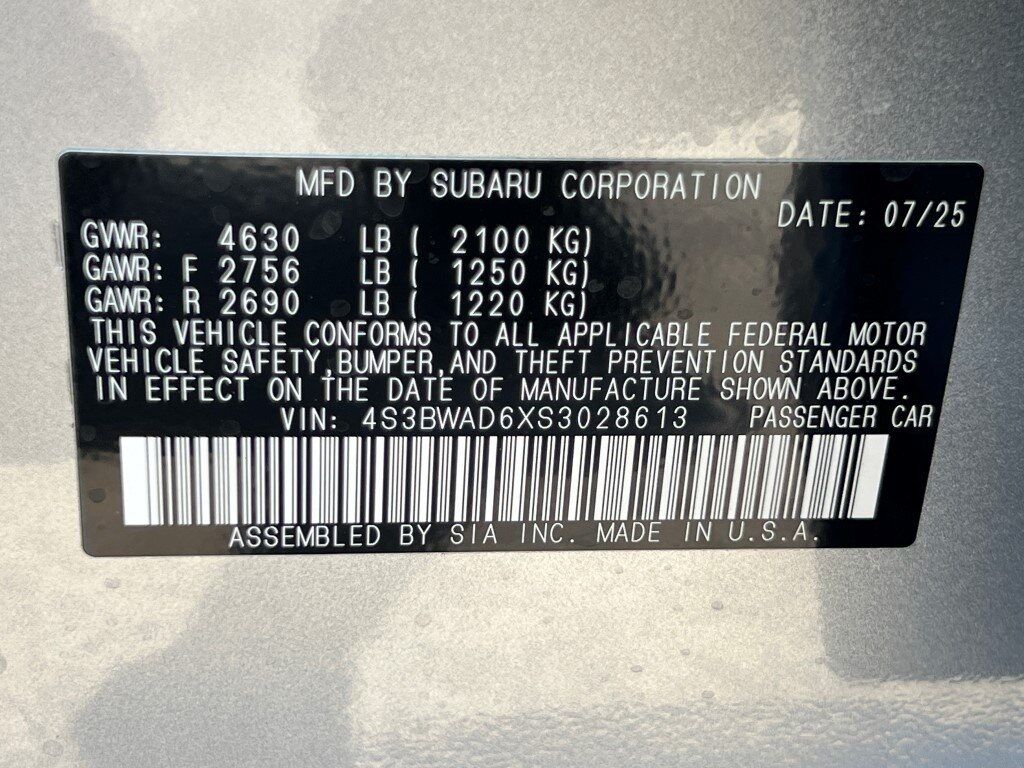 MFD BY SUBARU CORPORATION
DATE: 07/25
GVWR: 4630 LB ( 2100 KG)
GAWR: F 2756 LB ( 1250 KG)
GAWR: R 2690 LB ( 1220 KG)
THIS VEHICLE CONFORMS TO ALL APPLICABLE FEDERAL MOTOR
VEHICLE SAFETY,BUMPER,AND THEFT PREVENTION STANDARDS
IN EFFECT ON THE DATE OF MANUFACTURE SHOWN ABOVE.
VIN: 4S3BWAD6XS3028613 PASSENGER CAR
ASSEMBLED BY SIA INC. MADE IN U.S.A.